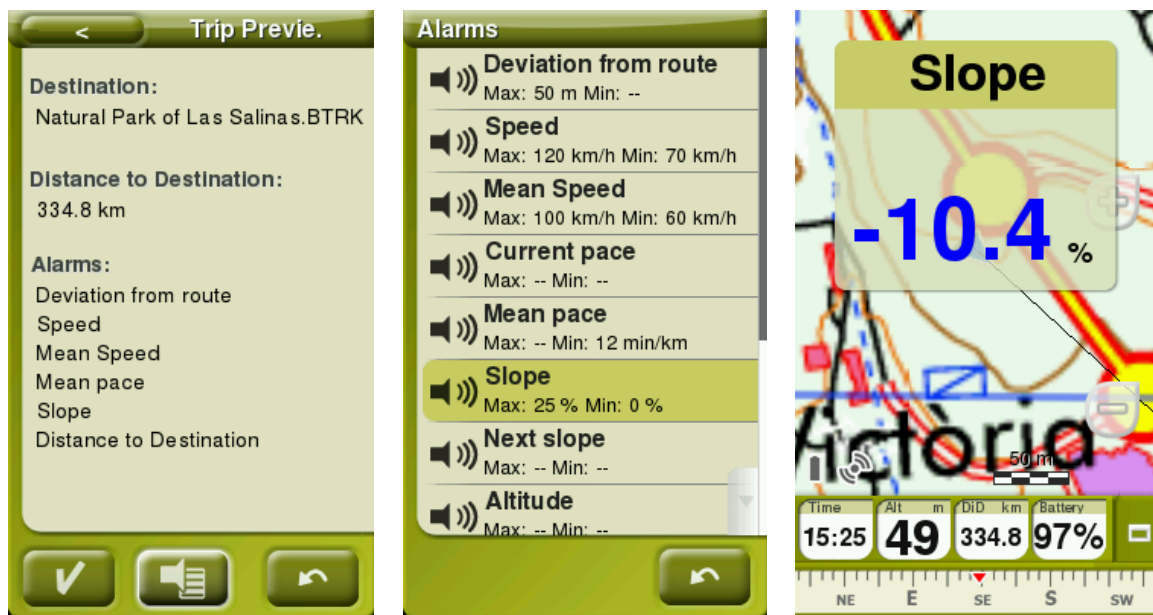 < Trip Previe.
Destination:
Natural Park of Las Salinas.BTRK
Distance to Destination:
334.8 km
Alarms:
Deviation from route
Speed
Mean Speed
Mean pace
Slope
Distance to Destination
Alarms
Deviation from route
Max: 50 m Min: --
Speed
Max: 120 km/h Min: 70 km/h
Mean Speed
Max: 100 km/h Min: 60 km/h
Current pace
Max: -- Min: --
Mean pace
Max: -- Min: 12 min/km
Slope
Max: 25 % Min: 0 %
Next slope
Max: -- Min: --
Altitude
Max: -- Min: --
Slope
-10.4 %
Victòria
50 m
Time Alt m DiD km Battery
15:25 49 334.8 97%
NE E SE S SW